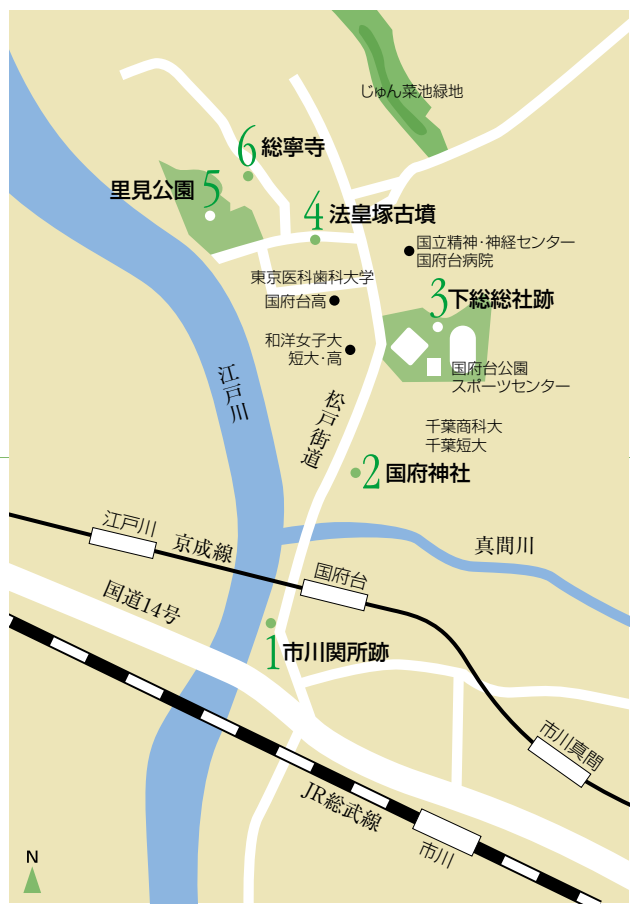 じゅん菜池緑地
6 総寧寺
里見公園 5
4 法皇塚古墳
国立精神・神経センター
国府台病院
東京医科歯科大学
国府台高
3 下総総社跡
和洋女子大
短大・高
国府台公園
スポーツセンター
江戸川
松戸街道
千葉商科大
千葉短大
2 国府神社
江戸川
京成線
真間川
国府台
国道14号
1 市川関所跡
市川真間
JR総武線
市川
N